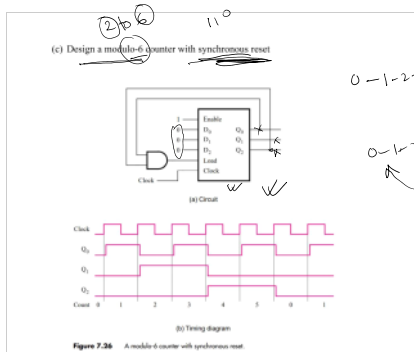 2 to 6 110
(c) Design a modulo-6 counter with synchronous reset
0-1-2-
1 Enable
0 D0 Q0
0 D1 Q1
0 D2 Q2
Load
Clock Clock
0-1-
(a) Circuit
Clock
Q0
Q1
Q2
Count 0 1 2 3 4 5 0 1
(b) Timing diagram
Figure 7.26 A modulo-6 counter with synchronous reset.